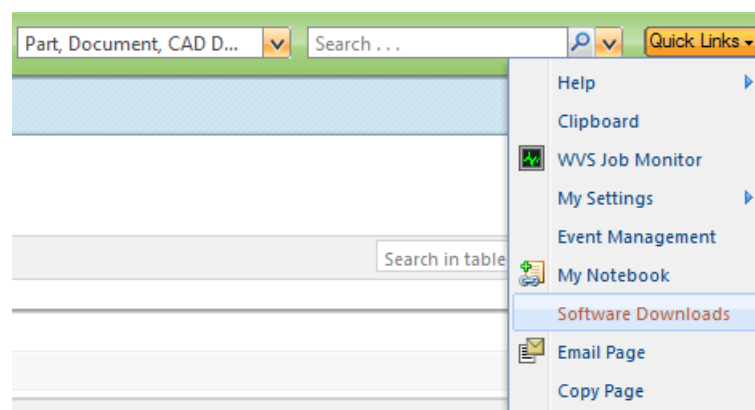 Part, Document, CAD D... Search . . . Quick Links
Help
Clipboard
WVS Job Monitor
My Settings
Event Management
Search in table
My Notebook
Software Downloads
Email Page
Copy Page